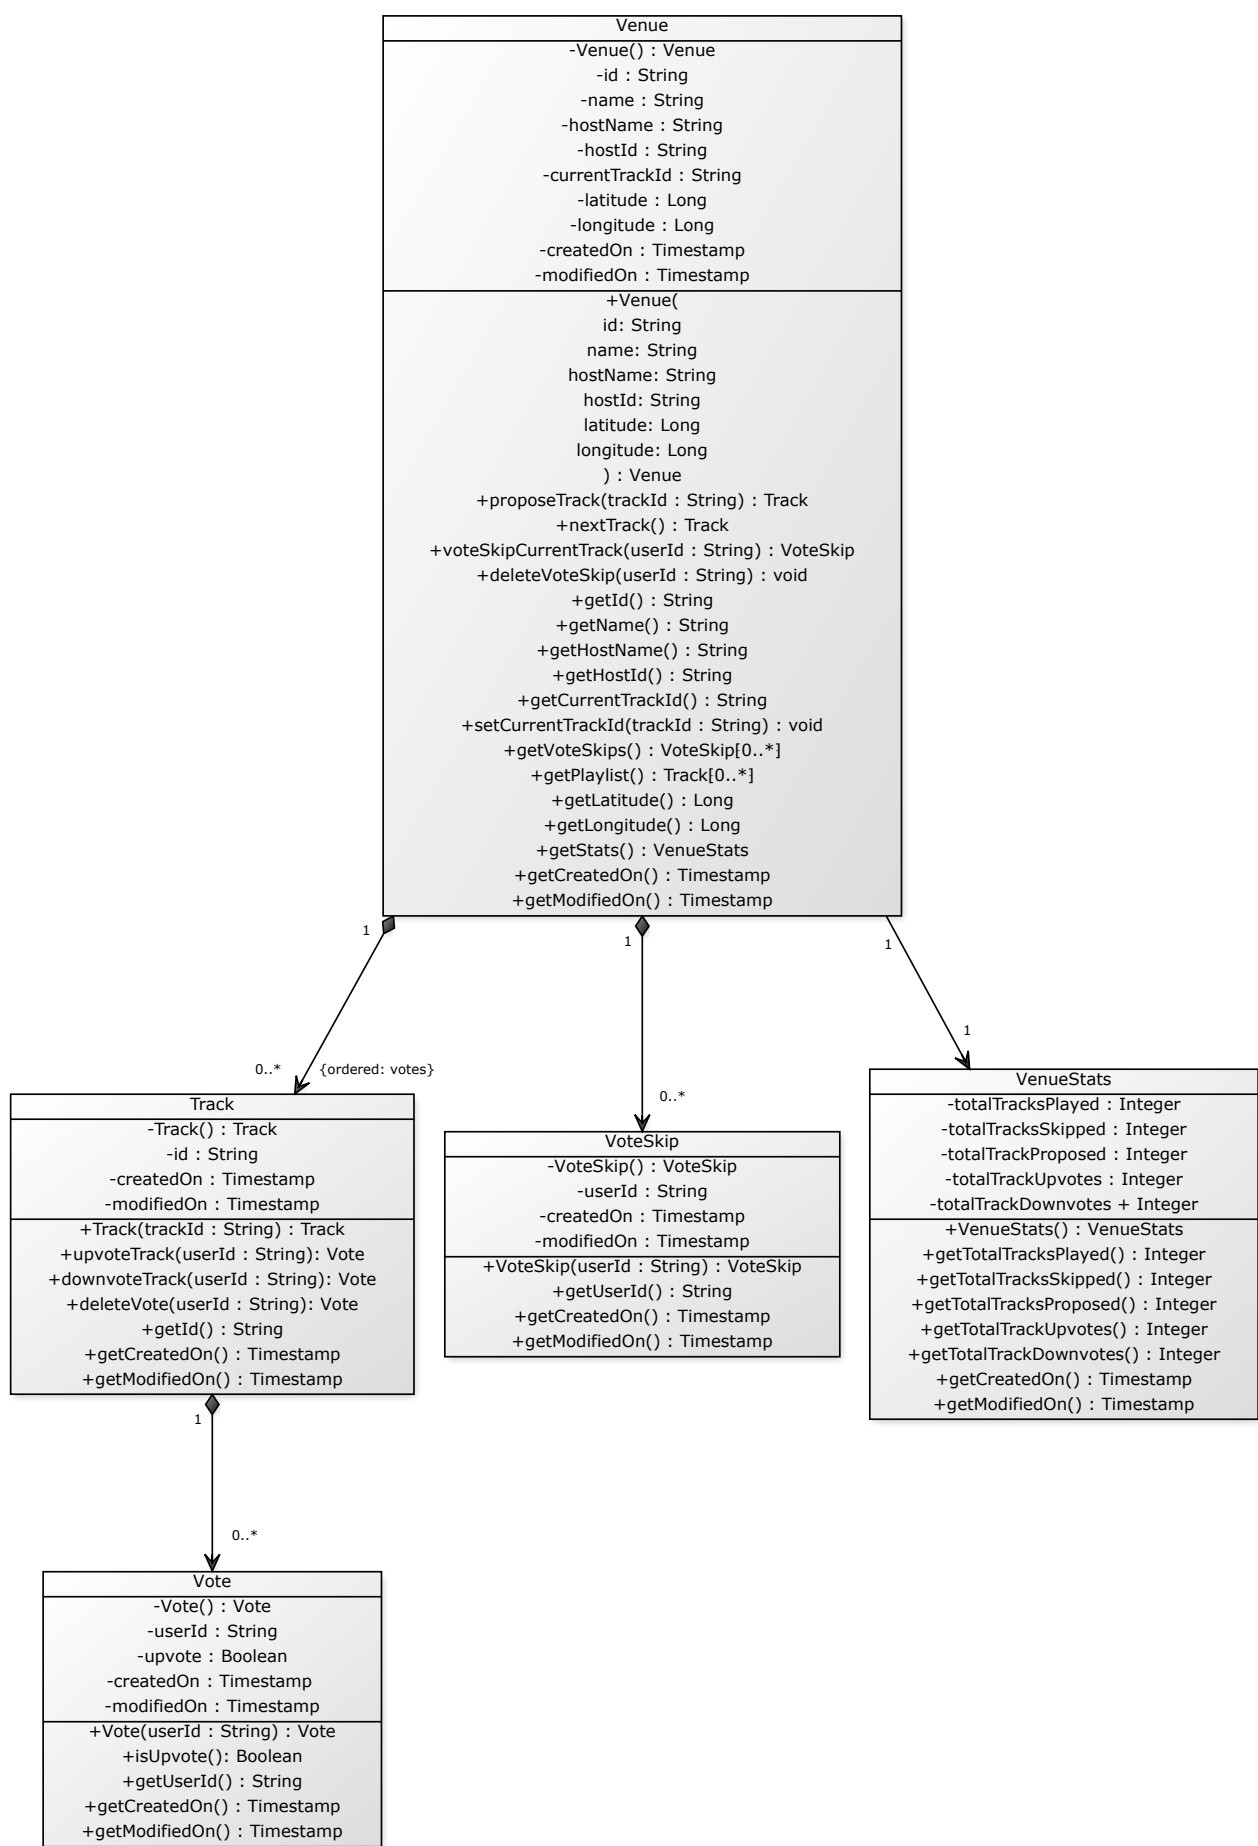 Venue
-Venue() : Venue
-id : String
-name : String
-hostName : String
-hostId : String
-currentTrackId : String
-latitude : Long
-longitude : Long
-createdOn : Timestamp
-modifiedOn : Timestamp
+Venue(
id: String
name: String
hostName: String
hostId: String
latitude: Long
longitude: Long
) : Venue
+proposeTrack(trackId : String) : Track
+nextTrack() : Track
+voteSkipCurrentTrack(userId : String) : VoteSkip
+deleteVoteSkip(userId : String) : void
+getId() : String
+getName() : String
+getHostName() : String
+getHostId() : String
+getCurrentTrackId() : String
+setCurrentTrackId(trackId : String) : void
+getVoteSkips() : VoteSkip[0..*]
+getPlaylist() : Track[0..*]
+getLatitude() : Long
+getLongitude() : Long
+getStats() : VenueStats
+getCreatedOn() : Timestamp
+getModifiedOn() : Timestamp
1
0..*
{ordered: votes}
1
0..*
1
1
Track
-Track() : Track
-id : String
-createdOn : Timestamp
-modifiedOn : Timestamp
+Track(trackId : String) : Track
+upvoteTrack(userId : String): Vote
+downvoteTrack(userId : String): Vote
+deleteVote(userId : String): Vote
+getId() : String
+getCreatedOn() : Timestamp
+getModifiedOn() : Timestamp
VoteSkip
-VoteSkip() : VoteSkip
-userId : String
-createdOn : Timestamp
-modifiedOn : Timestamp
+VoteSkip(userId : String) : VoteSkip
+getUserId() : String
+getCreatedOn() : Timestamp
+getModifiedOn() : Timestamp
VenueStats
-totalTracksPlayed : Integer
-totalTracksSkipped : Integer
-totalTrackProposed : Integer
-totalTrackUpvotes : Integer
-totalTrackDownvotes + Integer
+VenueStats() : VenueStats
+getTotalTracksPlayed() : Integer
+getTotalTracksSkipped() : Integer
+getTotalTracksProposed() : Integer
+getTotalTrackUpvotes() : Integer
+getTotalTrackDownvotes() : Integer
+getCreatedOn() : Timestamp
+getModifiedOn() : Timestamp
1
0..*
Vote
-Vote() : Vote
-userId : String
-upvote : Boolean
-createdOn : Timestamp
-modifiedOn : Timestamp
+Vote(userId : String) : Vote
+isUpvote(): Boolean
+getUserId() : String
+getCreatedOn() : Timestamp
+getModifiedOn() : Timestamp